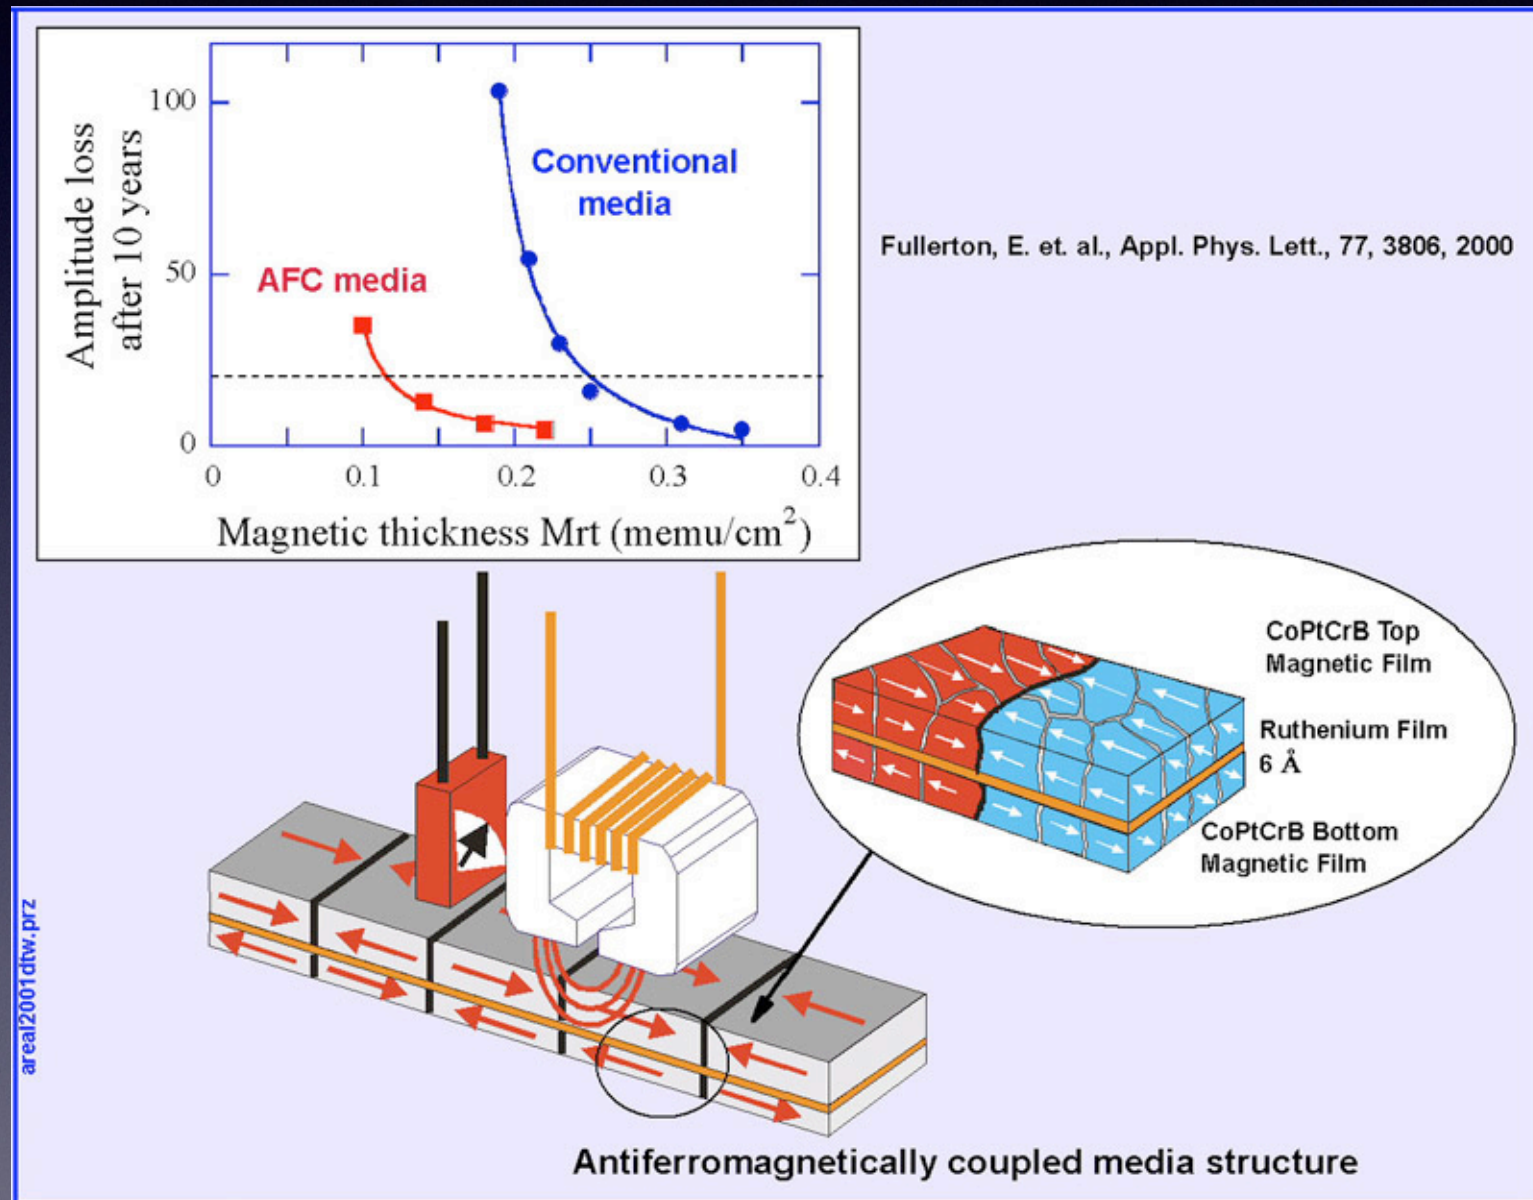 100
50
0
0
0.1
0.2
0.3
0.4
Amplitude loss
after 10 years
Magnetic thickness Mrt (memu/cm²)
Conventional
media
AFC media
Fullerton, E. et. al., Appl. Phys. Lett., 77, 3806, 2000
CoPtCrB Top
Magnetic Film
Ruthenium Film
6 Å
CoPtCrB Bottom
Magnetic Film
areal2001dtw.prz
Antiferromagnetically coupled media structure